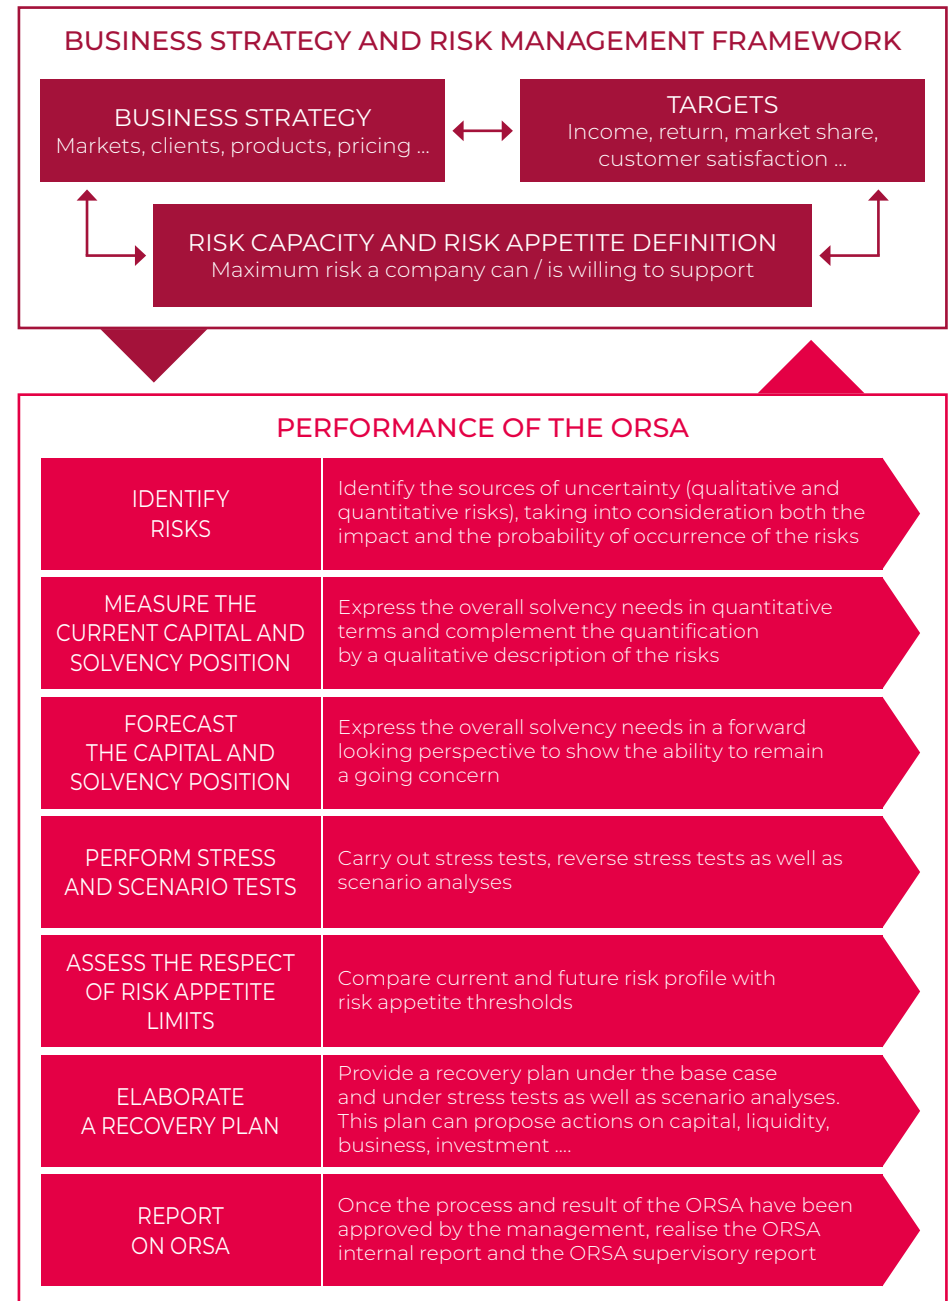 BUSINESS STRATEGY AND RISK MANAGEMENT FRAMEWORK
BUSINESS STRATEGY
Markets, clients, products, pricing ...
TARGETS
Income, return, market share,
customer satisfaction ...
RISK CAPACITY AND RISK APPETITE DEFINITION
Maximum risk a company can / is willing to support
PERFORMANCE OF THE ORSA
IDENTIFY
RISKS
Identify the sources of uncertainty (qualitative and
quantitative risks), taking into consideration both the
impact and the probability of occurrence of the risks
MEASURE THE
CURRENT CAPITAL AND
SOLVENCY POSITION
Express the overall solvency needs in quantitative
terms and complement the quantification
by a qualitative description of the risks
FORECAST
THE CAPITAL AND
SOLVENCY POSITION
Express the overall solvency needs in a forward
looking perspective to show the ability to remain
a going concern
PERFORM STRESS
AND SCENARIO TESTS
Carry out stress tests, reverse stress tests as well as
scenario analyses
ASSESS THE RESPECT
OF RISK APPETITE
LIMITS
Compare current and future risk profile with
risk appetite thresholds
ELABORATE
A RECOVERY PLAN
Provide a recovery plan under the base case
and under stress tests as well as scenario analyses.
This plan can propose actions on capital, liquidity,
business, investment ....
REPORT
ON ORSA
Once the process and result of the ORSA have been
approved by the management, realise the ORSA
internal report and the ORSA supervisory report